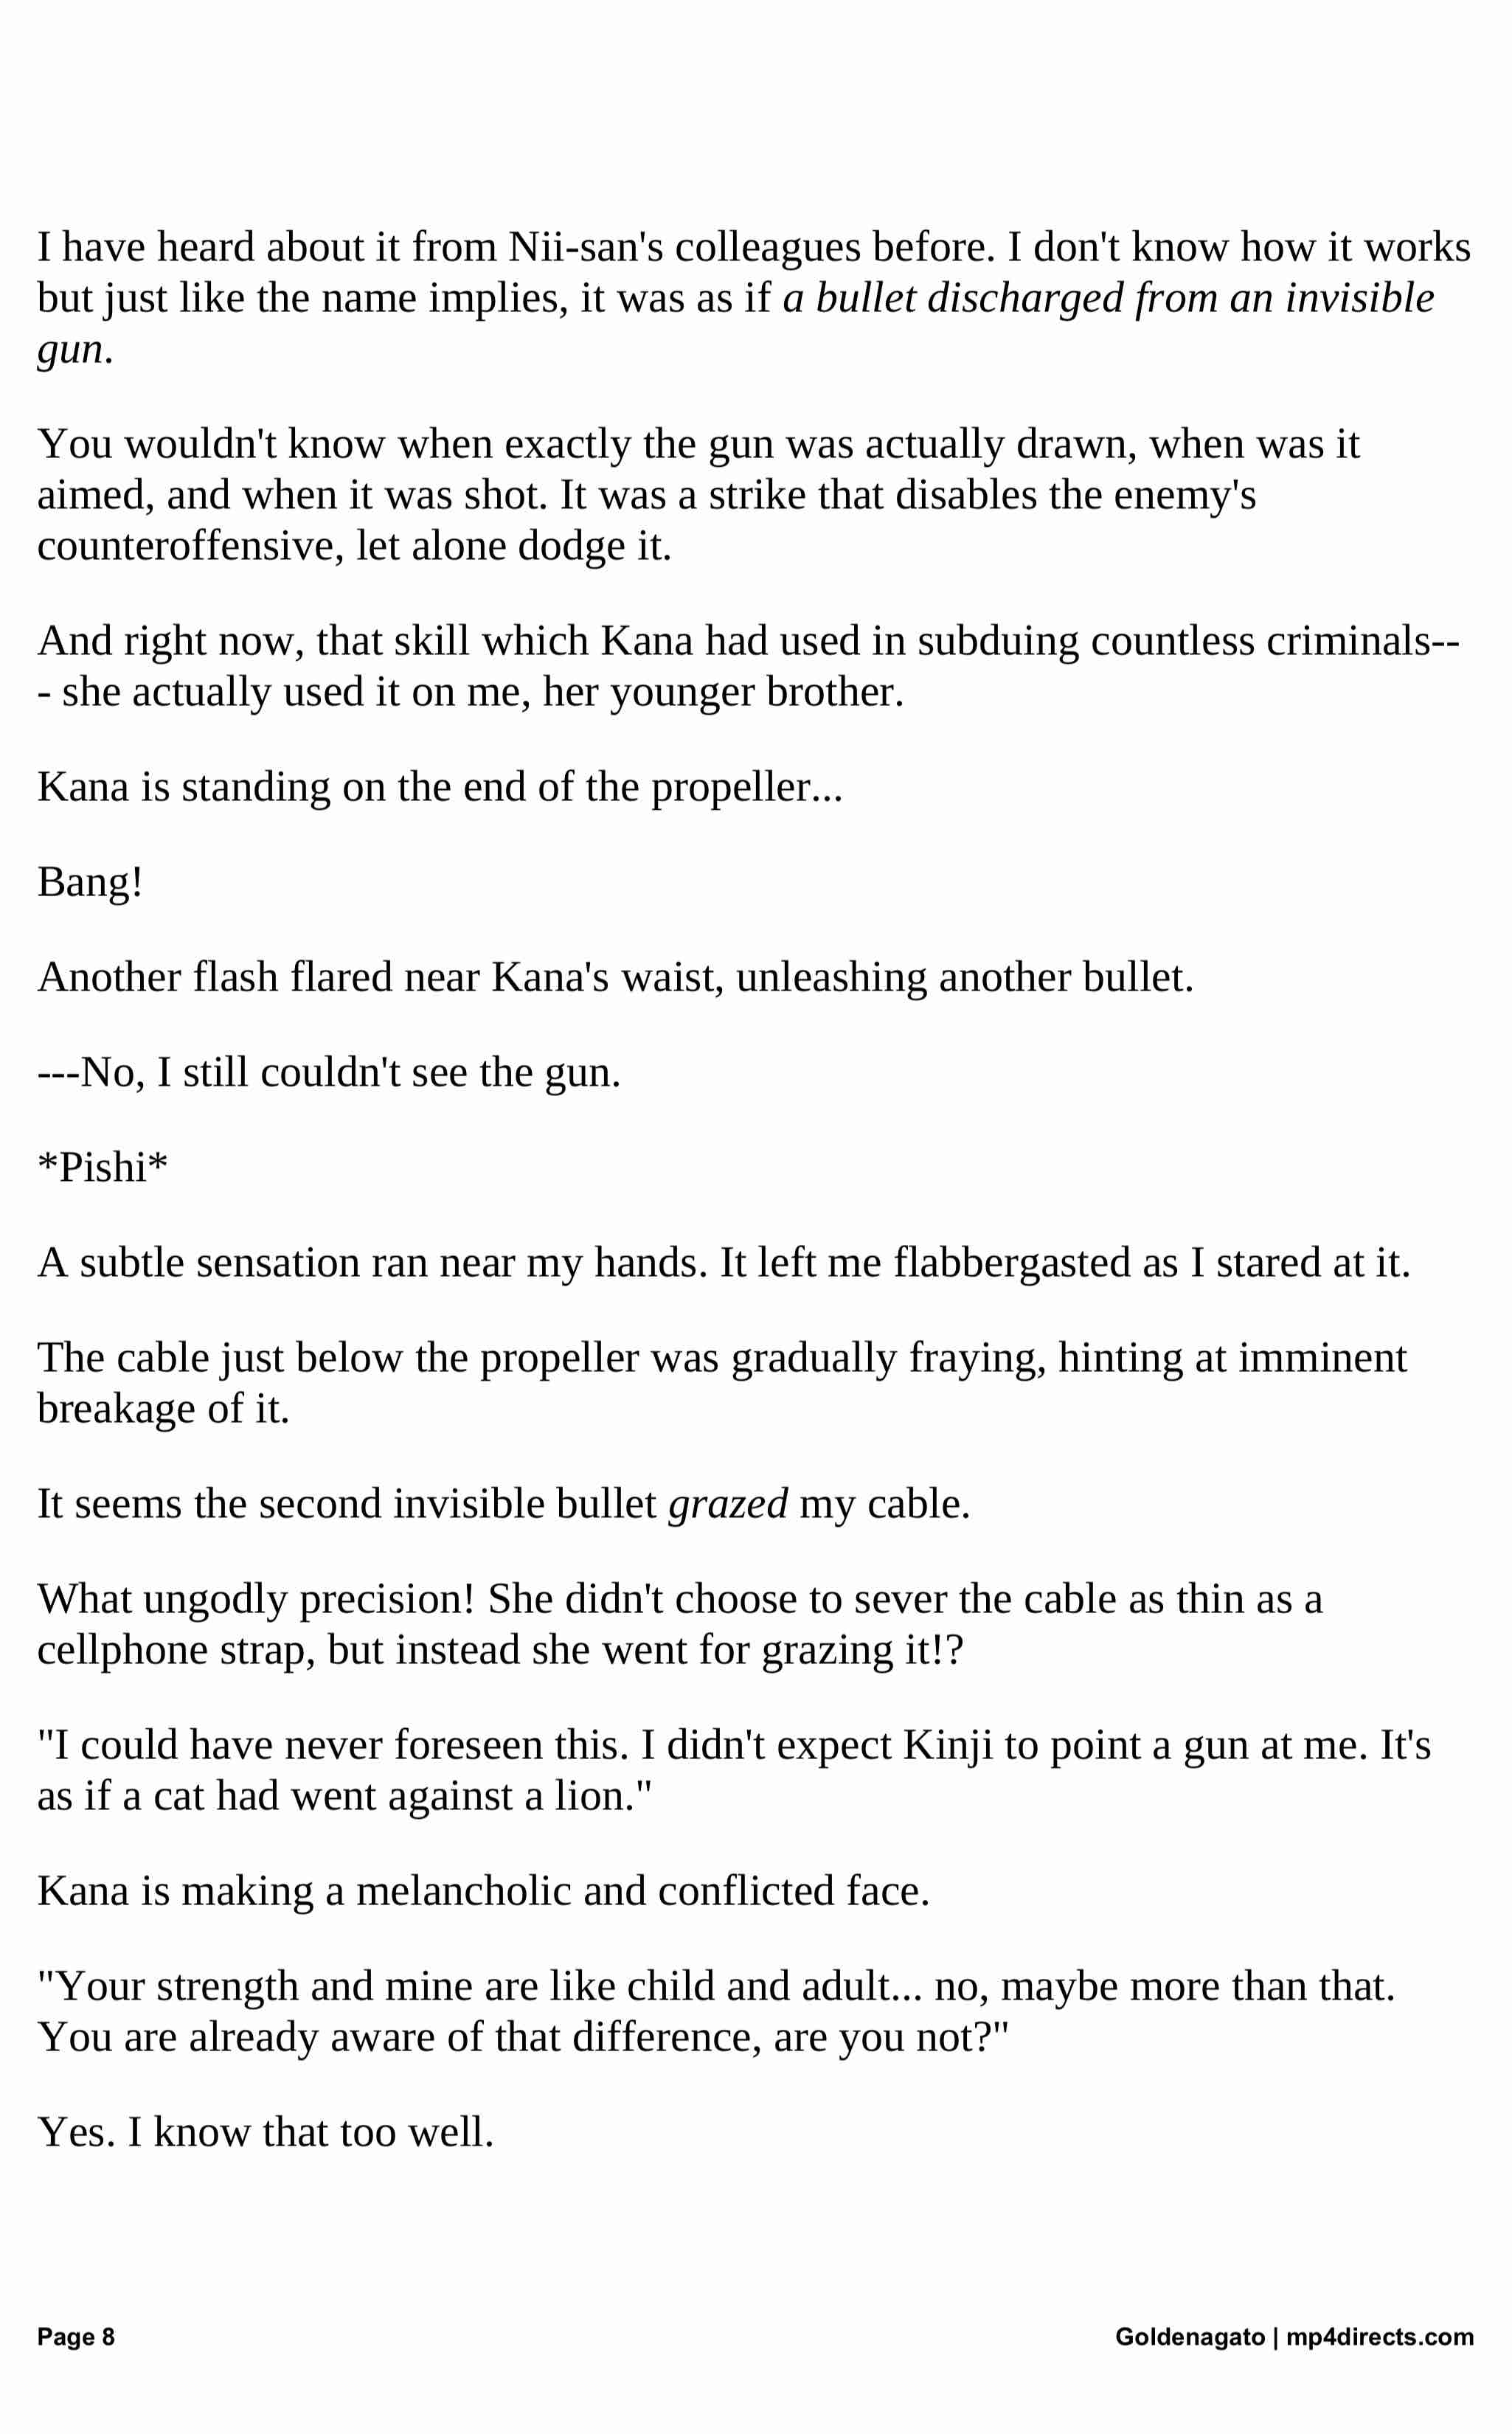 I have heard about it from Nii-san's colleagues before. I don't know how it works
but just like the name implies, it was as if a bullet discharged from an invisible
gun.
You wouldn't know when exactly the gun was actually drawn, when was it
aimed, and when it was shot. It was a strike that disables the enemy's
counteroffensive, let alone dodge it.
And right now, that skill which Kana had used in subduing countless criminals--
- she actually used it on me, her younger brother.
Kana is standing on the end of the propeller...
Bang!
Another flash flared near Kana's waist, unleashing another bullet.
---No, I still couldn't see the gun.
*Pishi*
A subtle sensation ran near my hands. It left me flabbergasted as I stared at it.
The cable just below the propeller was gradually fraying, hinting at imminent
breakage of it.
It seems the second invisible bullet grazed my cable.
What ungodly precision! She didn't choose to sever the cable as thin as a
cellphone strap, but instead she went for grazing it!?
"I could have never foreseen this. I didn't expect Kinji to point a gun at me. It's
as if a cat had went against a lion."
Kana is making a melancholic and conflicted face.
"Your strength and mine are like child and adult... no, maybe more than that.
You are already aware of that difference, are you not?"
Yes. I know that too well.
Page 8
Goldenagato | mp4directs.com